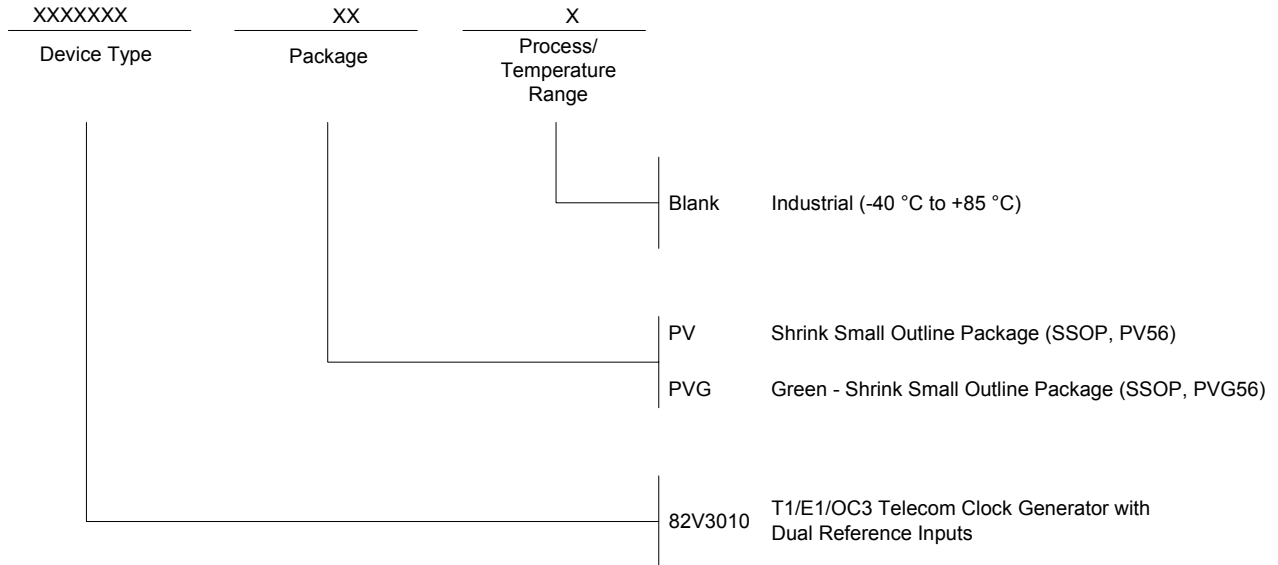 XXXXXXX XX X
Device Type Package Process/
Temperature
Range
Blank Industrial (-40 °C to +85 °C)
PV Shrink Small Outline Package (SSOP, PV56)
PVG Green - Shrink Small Outline Package (SSOP, PVG56)
82V3010 T1/E1/OC3 Telecom Clock Generator with
Dual Reference Inputs